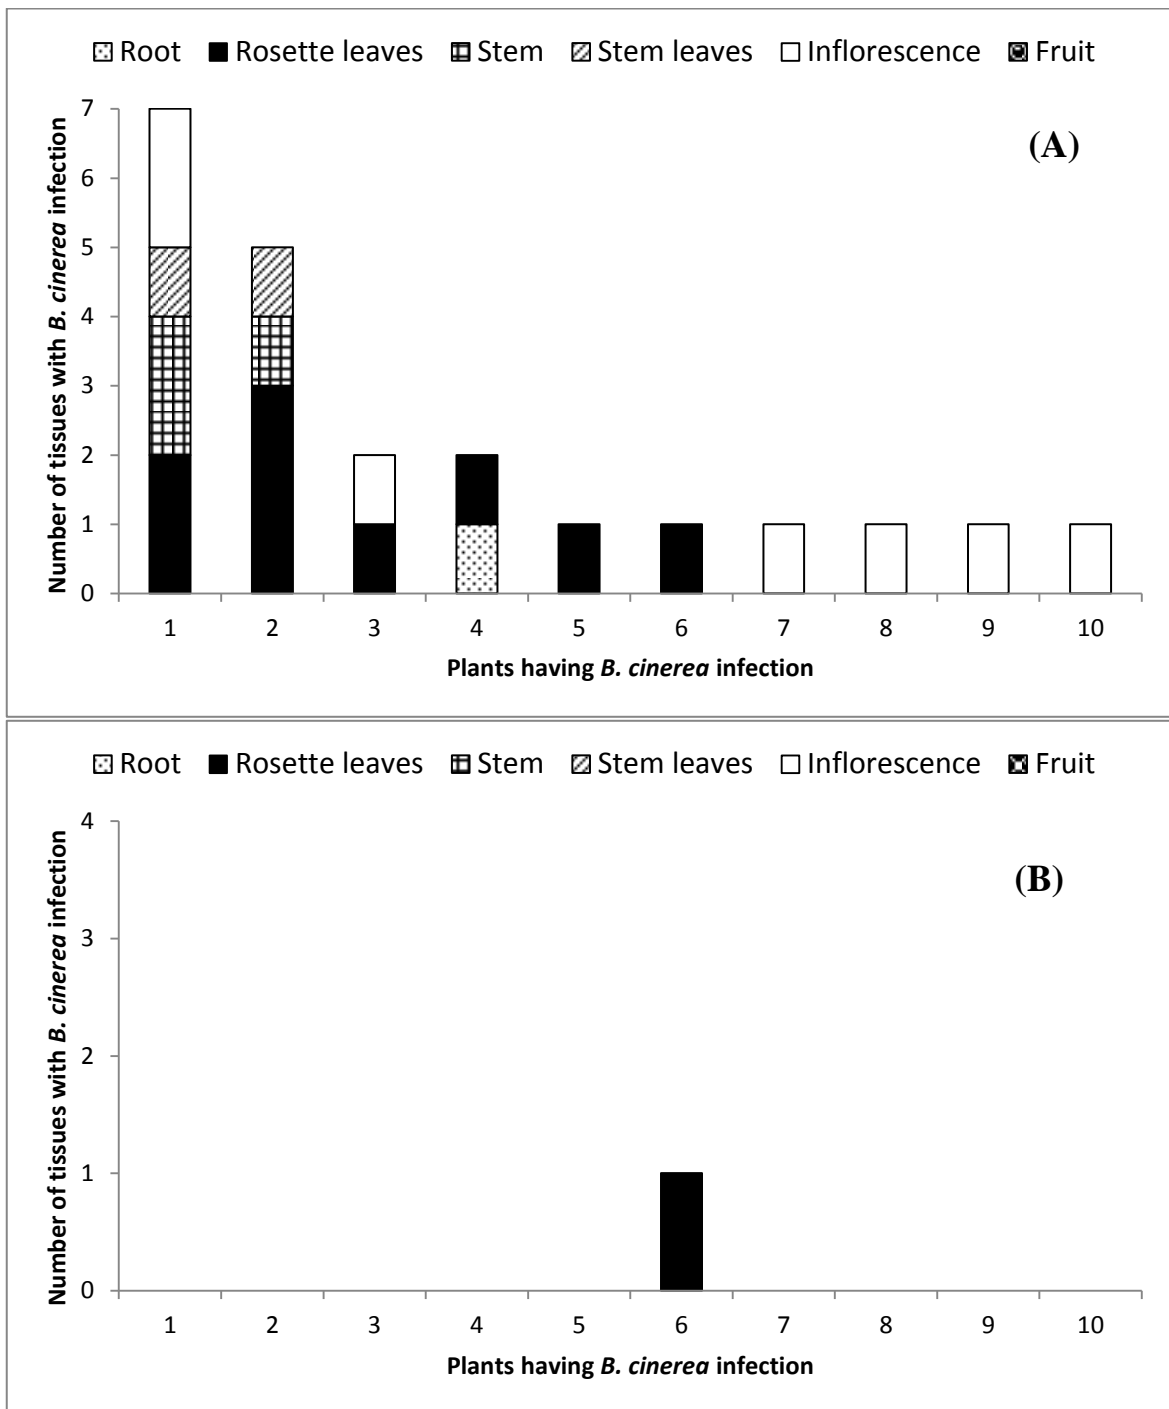 Root Rosette leaves Stem Stem leaves Inflorescence Fruit
(A)
Number of tissues with B. cinerea infection
7
6
5
4
3
2
1
0
1 2 3 4 5 6 7 8 9 10
Plants having B. cinerea infection
Root Rosette leaves Stem Stem leaves Inflorescence Fruit
(B)
Number of tissues with B. cinerea infection
4
3
2
1
0
1 2 3 4 5 6 7 8 9 10
Plants having B. cinerea infection